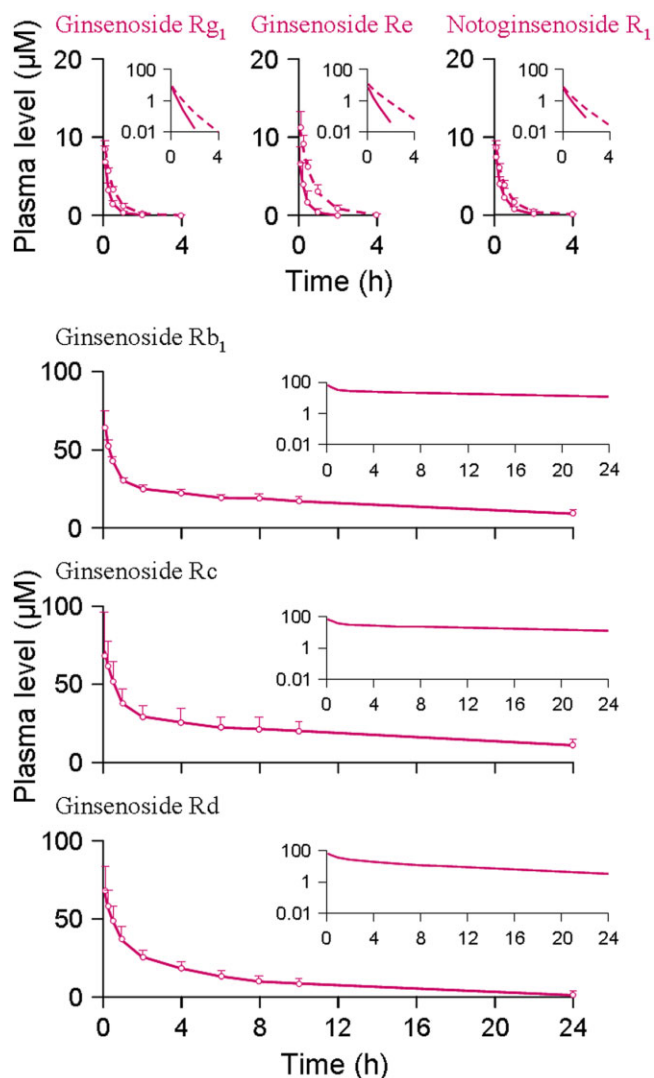 Ginsenoside Rg1 Ginsenoside Re Notoginsenoside R1
Plasma level (µM)
20 20 20
100 100 100
1 1 1
10 0.01 10 0.01 10 0.01
0 4 0 4 0 4
0 0 0
0 4 0 4 0 4
Time (h)
Ginsenoside Rb1
100
100
1
50 0.01
0 4 8 12 16 20 24
0
Plasma level (µM)
Ginsenoside Rc
100
100
1
50 0.01
0 4 8 12 16 20 24
0
Ginsenoside Rd
100
100
1
50 0.01
0 4 8 12 16 20 24
0
0 4 8 12 16 20 24
Time (h)